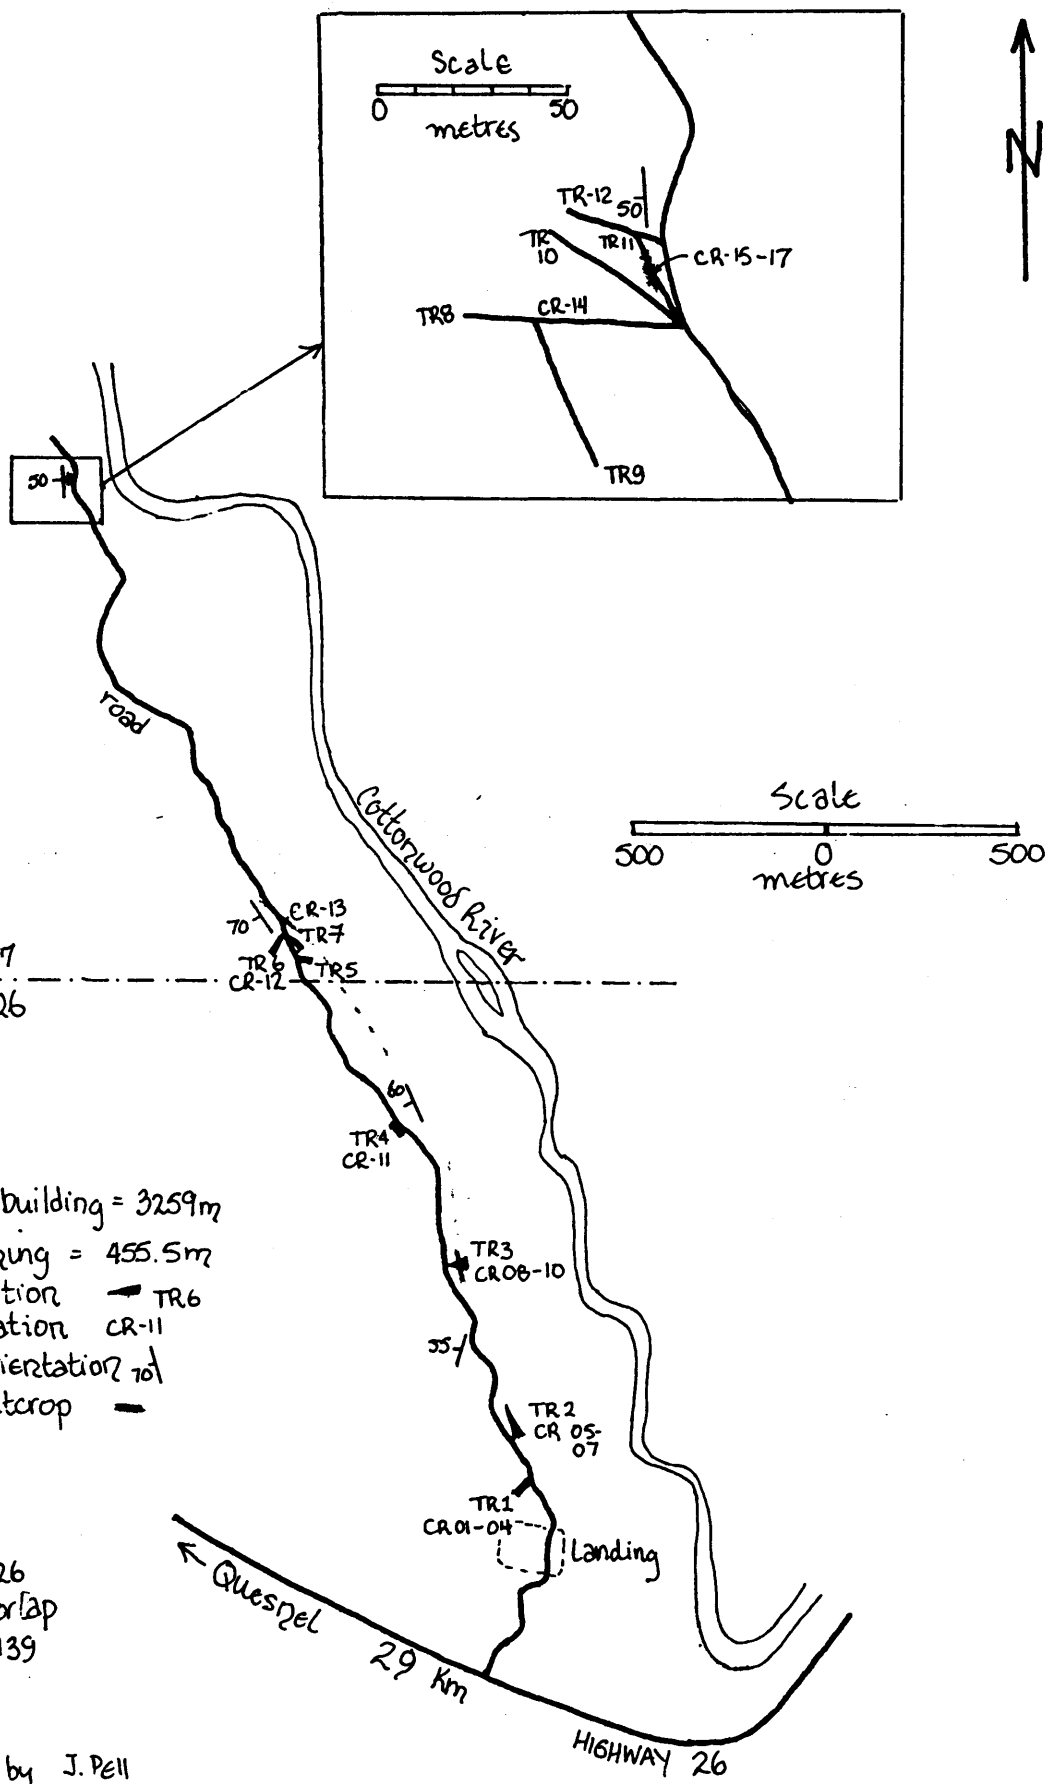 Scale
0 50
metres
N
TR-12
50
TR
10
TR11
CR-15-17
TR8
CR-14
TR9
50
road
Cottonwood River
Scale
500 0 500
metres
70
CR-13
TR7
TR6
CR-12
TR5
7
26
60
TR4
CR-11
building = 3259m
ing = 455.5m
tion TR6
ation CR-11
ientation 70
tcrop
TR3
CR08-10
55
TR2
CR 05-
07
TR1
CR01-04
Landing
26
orlap
139
Quesnel
29 Km
HIGHWAY 26
by J. Pell